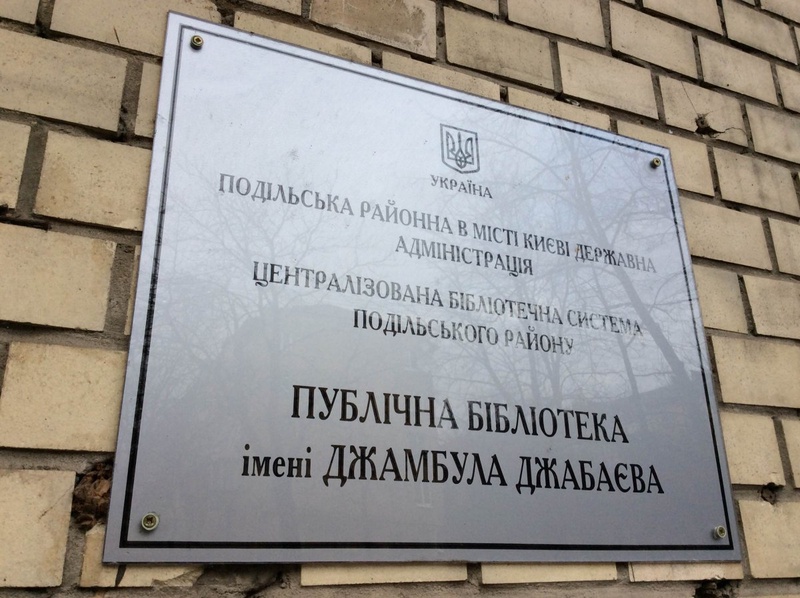 УКРАЇНА
ПОДІЛЬСЬКА РАЙОННА В МІСТІ КИЄВІ ДЕРЖАВНА
АДМІНІСТРАЦІЯ
ЦЕНТРАЛІЗОВАНА БІБЛІОТЕЧНА СИСТЕМА
ПОДІЛЬСЬКОГО РАЙОНУ
ПУБЛІЧНА БІБЛІОТЕКА
імені ДЖАМБУЛА ДЖАБАЄВА